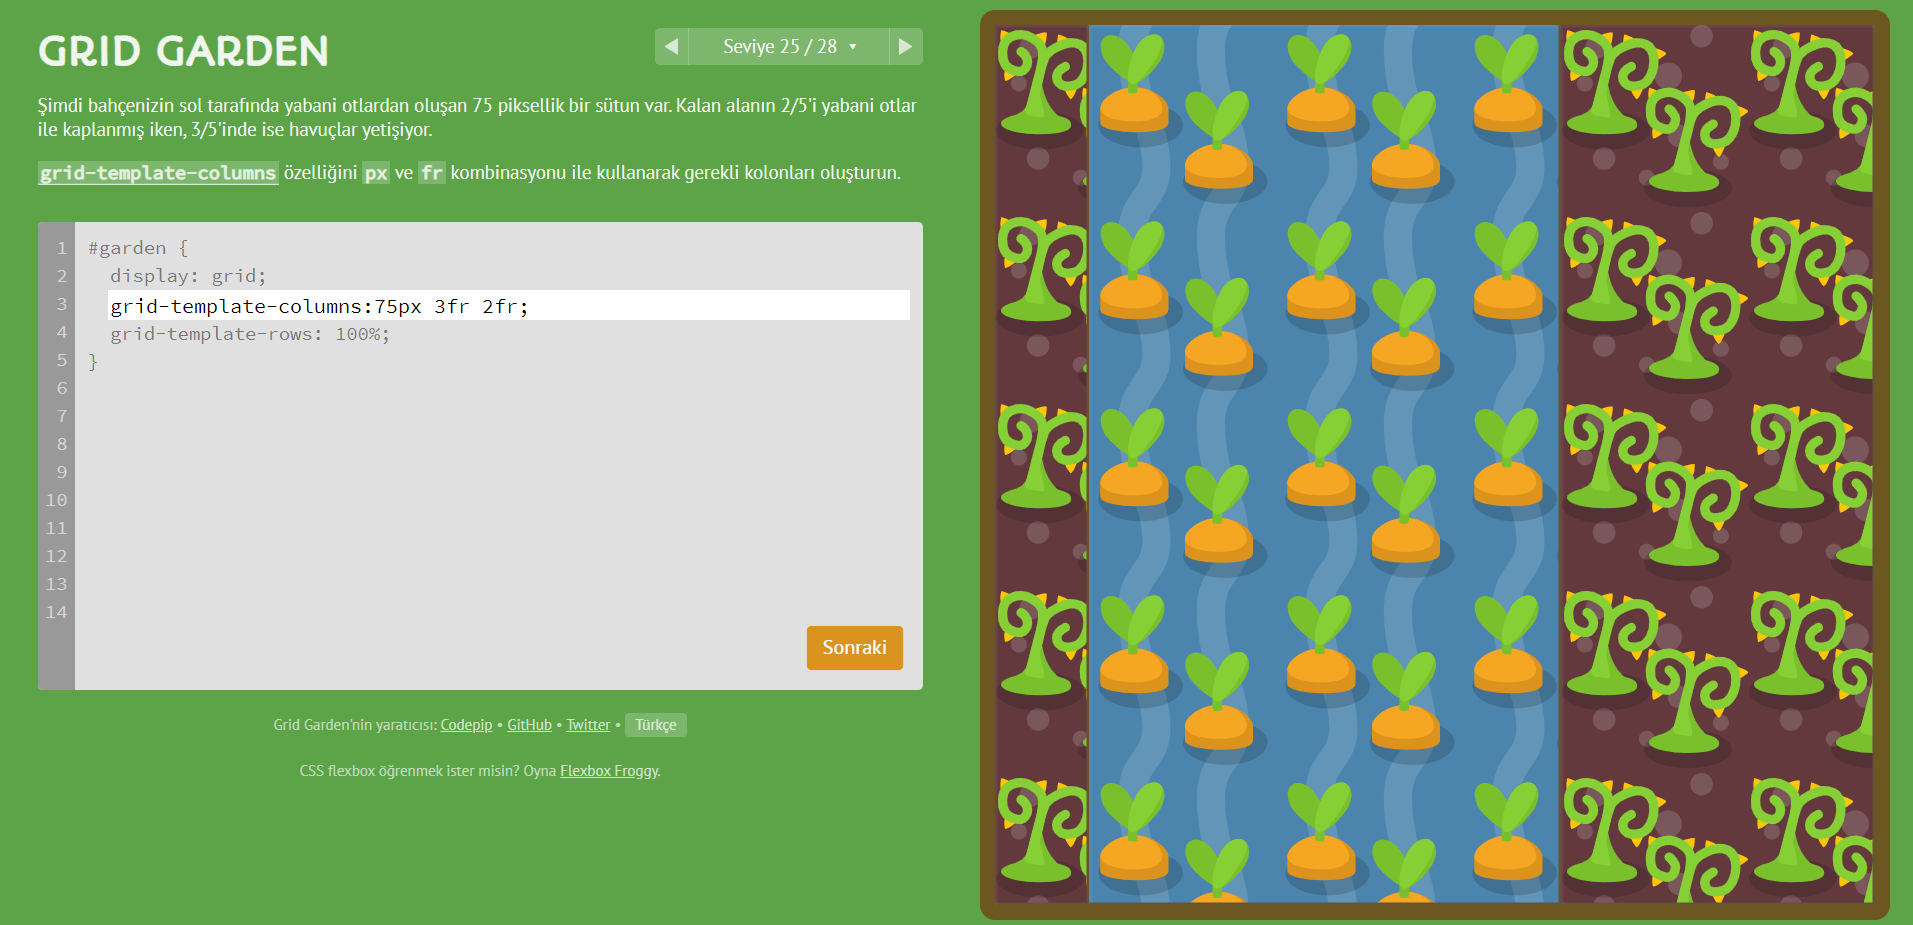 GRID GARDEN
Seviye 25 / 28 ▼
Şimdi bahçenizin sol tarafında yabani otlardan oluşan 75 piksellik bir sütun var. Kalan alanın 2/5'i yabani otlar
ile kaplanmış iken, 3/5'inde ise havuçlar yetişiyor.
grid-template-columns özelliğini px ve fr kombinasyonu ile kullanarak gerekli kolonları oluşturun.
1 #garden {
2 display: grid;
3 grid-template-columns:75px 3fr 2fr;
4 grid-template-rows: 100%;
5 }
6
7
8
9
10
11
12
13
14
Sonraki
Grid Garden'nin yaratıcısı: Codepip • GitHub • Twitter • Türkçe
CSS flexbox öğrenmek ister misin? Oyna Flexbox Froggy.